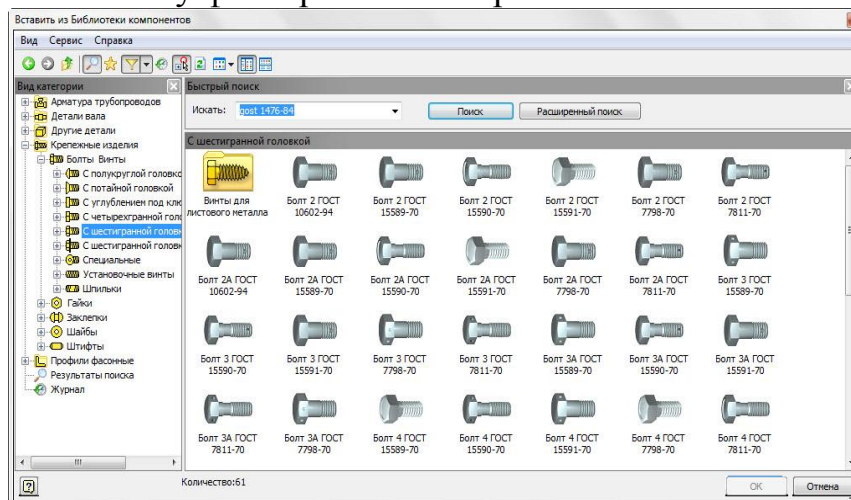 Вставить из Библиотеки компонентов
Вид Сервис Справка
Вид категории
Арматура трубопроводов
Детали вала
Другие детали
Крепежные изделия
Болты Винты
С полукруглой головко
С потайной головкой
С углублением под клю
С четырехгранной голо
С шестигранной головк
С шестигранной головк
Специальные
Установочные винты
Шпильки
Гайки
Заклепки
Шайбы
Штифты
Профили фасонные
Результаты поиска
Журнал
Быстрый поиск
Искать: gost 1476-84 Поиск Расширенный поиск
С шестигранной головкой
Винты для листового металла
Болт 2 ГОСТ 10602-94
Болт 2 ГОСТ 15589-70
Болт 2 ГОСТ 15590-70
Болт 2 ГОСТ 15591-70
Болт 2 ГОСТ 7798-70
Болт 2 ГОСТ 7811-70
Болт 2А ГОСТ 10602-94
Болт 2А ГОСТ 15589-70
Болт 2А ГОСТ 15590-70
Болт 2А ГОСТ 15591-70
Болт 2А ГОСТ 7798-70
Болт 2А ГОСТ 7811-70
Болт 3 ГОСТ 15589-70
Болт 3 ГОСТ 15590-70
Болт 3 ГОСТ 15591-70
Болт 3 ГОСТ 7798-70
Болт 3 ГОСТ 7811-70
Болт 3А ГОСТ 15589-70
Болт 3А ГОСТ 15590-70
Болт 3А ГОСТ 15591-70
Болт 3А ГОСТ 7811-70
Болт 3А ГОСТ 7798-70
Болт 4 ГОСТ 15589-70
Болт 4 ГОСТ 15590-70
Болт 4 ГОСТ 15591-70
Болт 4 ГОСТ 7798-70
Болт 4 ГОСТ 7811-70
Количество:61
ОК Отмена